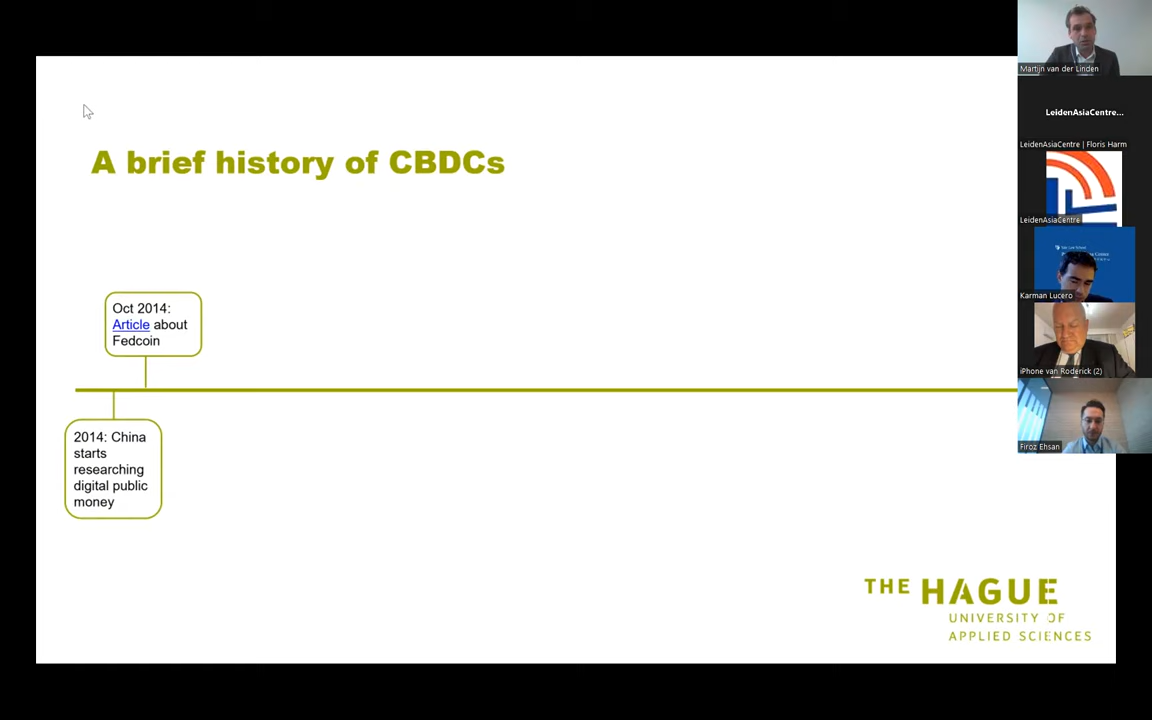 A brief history of CBDCs
Oct 2014:
Article about
Fedcoin
2014: China
starts
researching
digital public
money
THE HAGUE
UNIVERSITY OF
APPLIED SCIENCES
Martijn van der Linden
LeidenAsiaCentre...
LeidenAsiaCentre | Floris Harm
LeidenAsiaCentre
Karman Lucero
iPhone van Roderick (2)
Firoz Ehsan